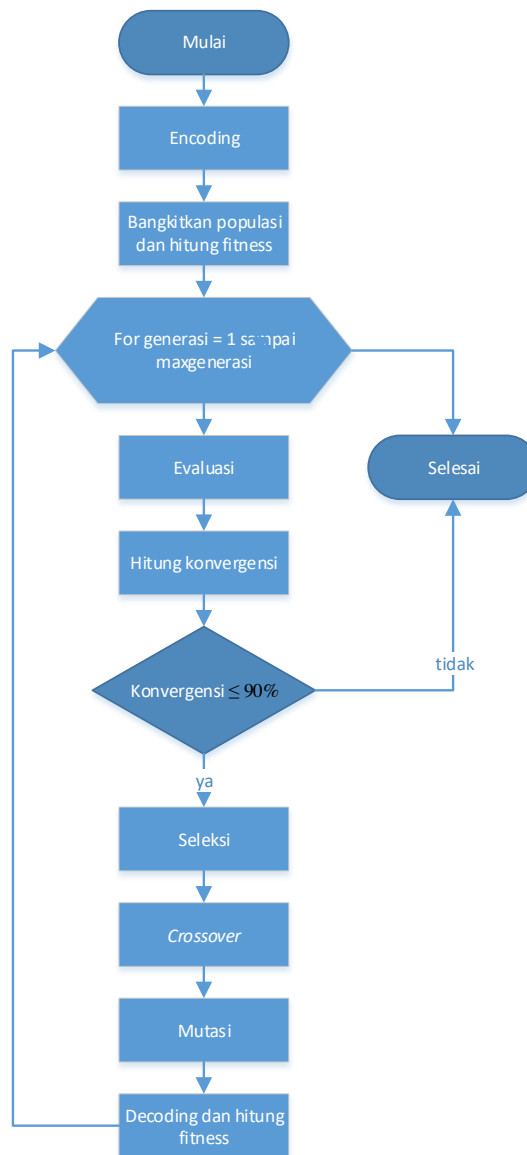 Mulai
Encoding
Bangkitkan populasi
dan hitung fitness
For generasi = 1 sampai
maxgenerasi
Evaluasi
Selesai
Hitung konvergensi
tidak
Konvergensi ≤ 90%
ya
Seleksi
Crossover
Mutasi
Decoding dan hitung
fitness